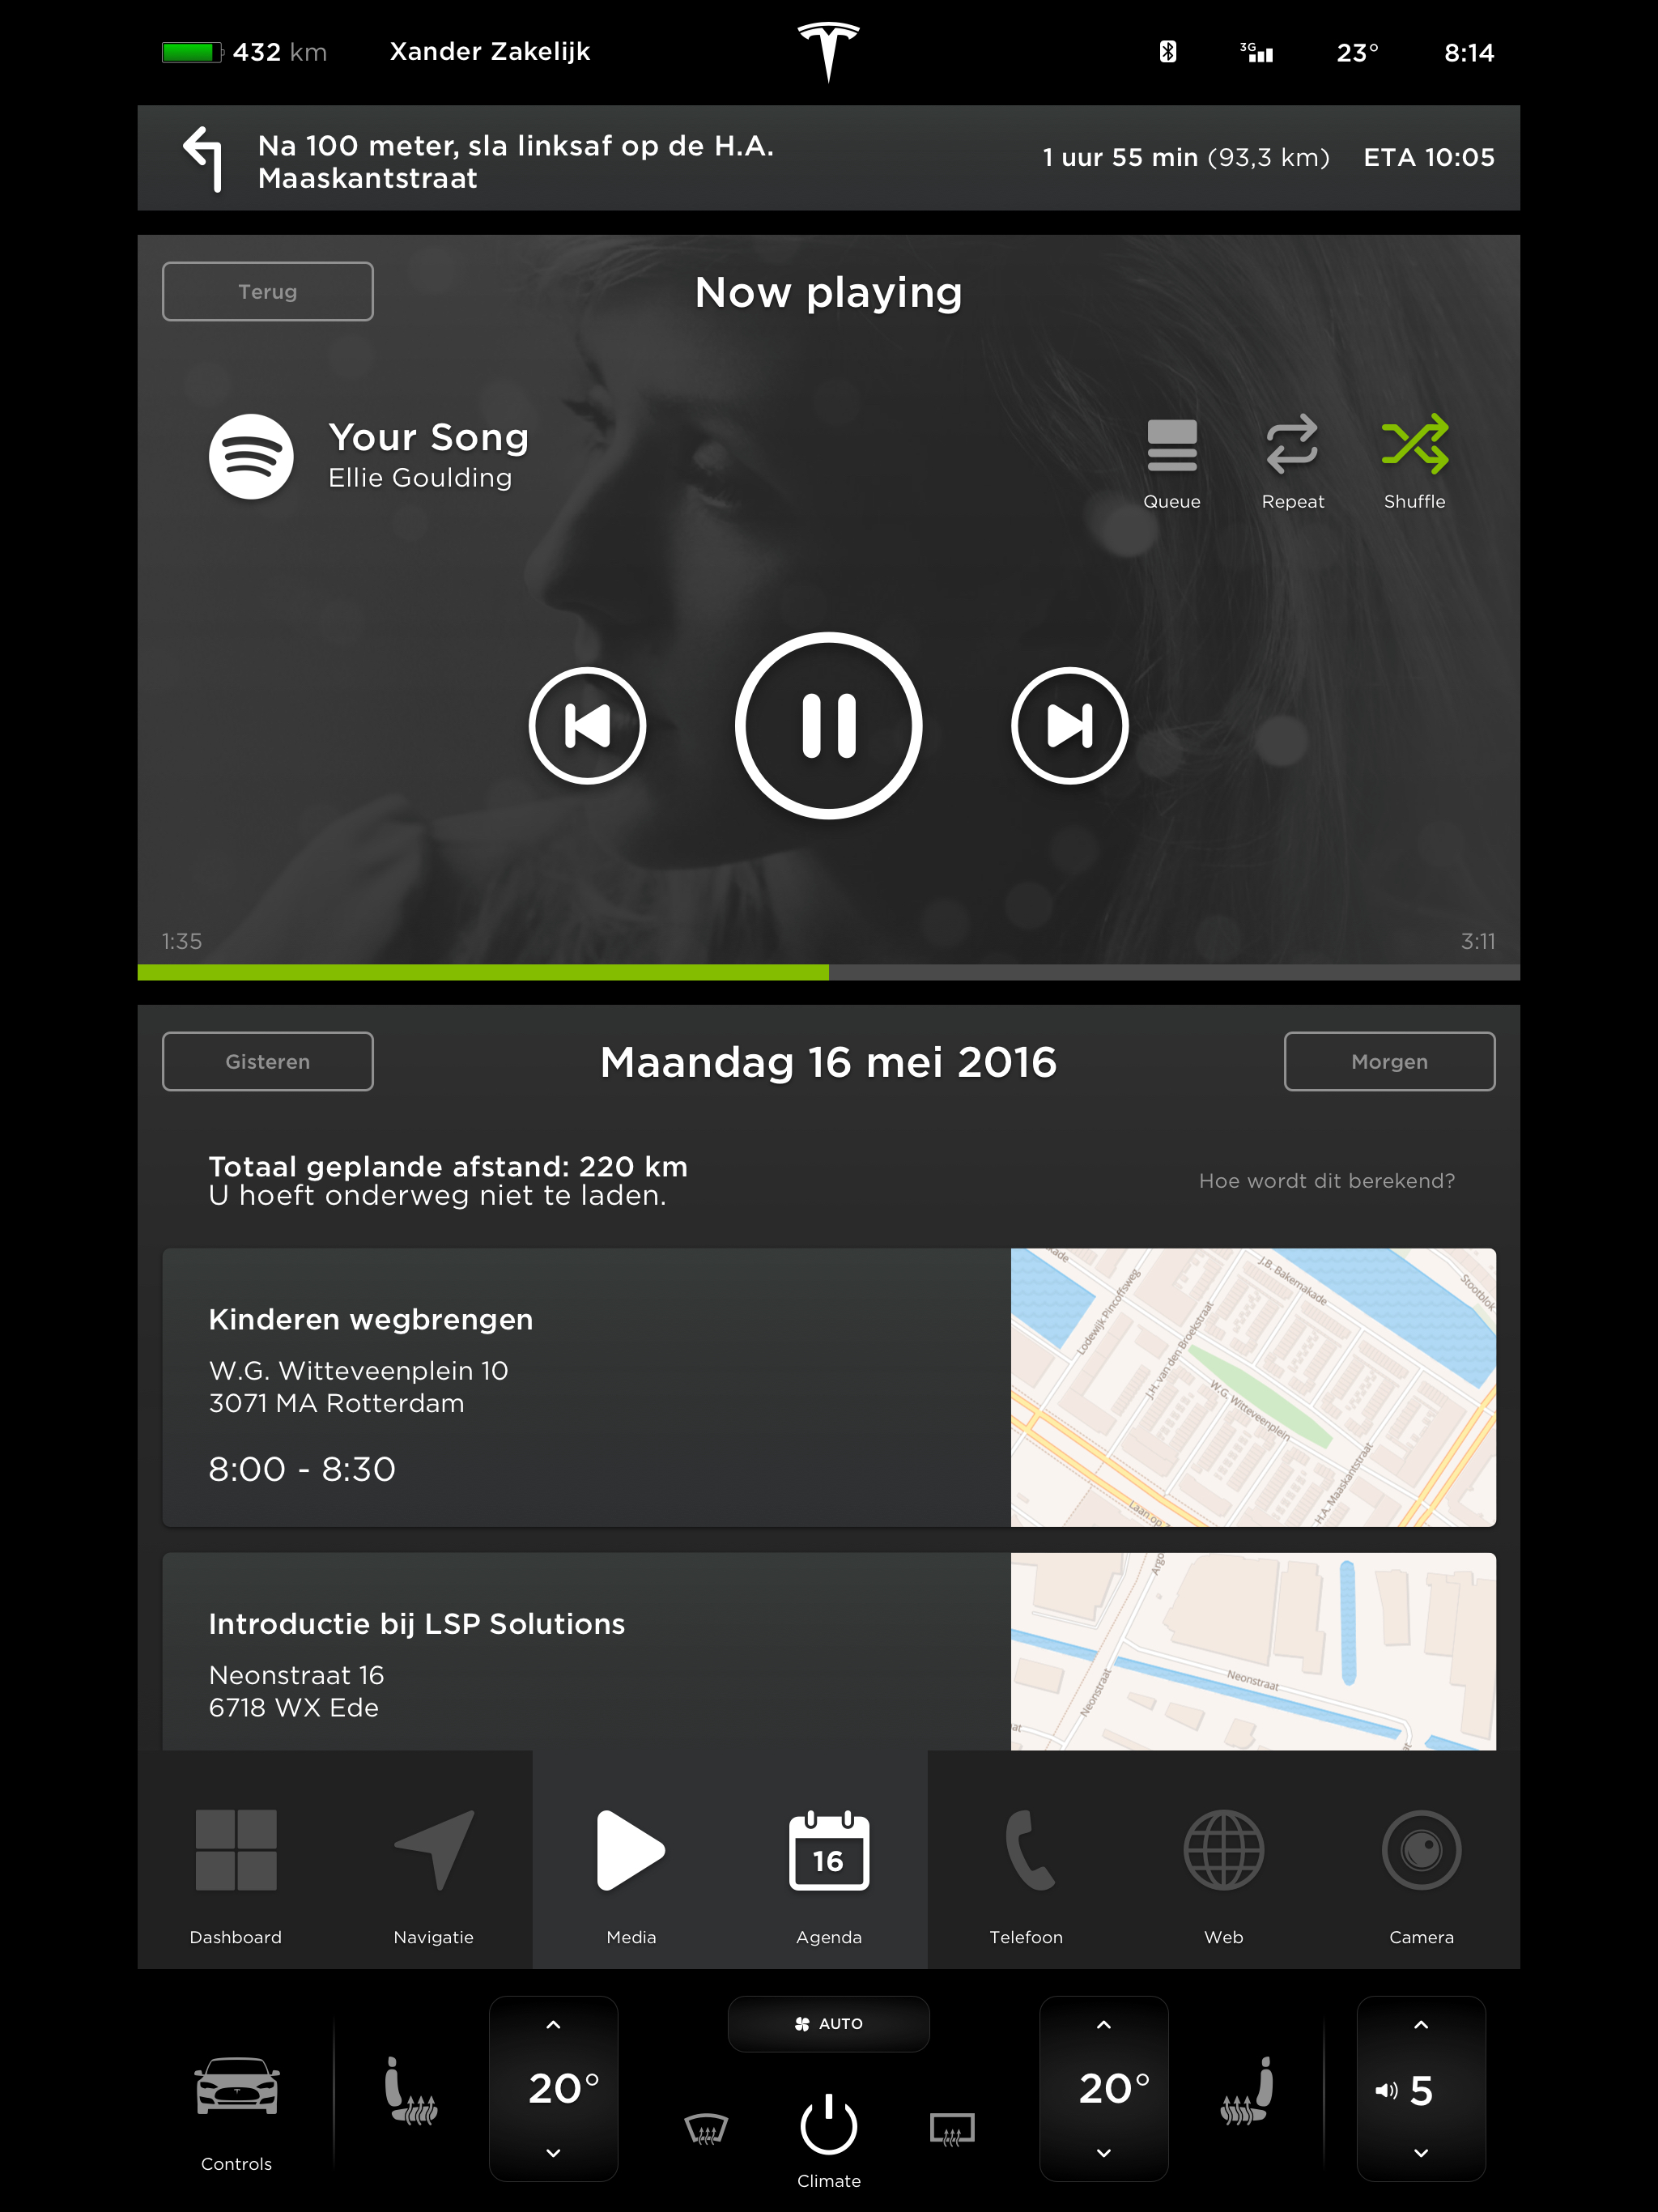 432 km
Xander Zakelijk
3G
23°
8:14
Na 100 meter, sla linksaf op de H.A.
Maaskantstraat
1 uur 55 min (93,3 km)
ETA 10:05
Terug
Now playing
Your Song
Ellie Goulding
Queue
Repeat
Shuffle
1:35
3:11
Gisteren
Maandag 16 mei 2016
Morgen
Totaal geplande afstand: 220 km
U hoeft onderweg niet te laden.
Hoe wordt dit berekend?
Kinderen wegbrengen
W.G. Witteveenplein 10
3071 MA Rotterdam
8:00 - 8:30
kade
Lodewijk Pincoffsweg
J.B. Bakemakade
Stootblok
J.H. van den Broekstraat
W.G. Witteveenplein
H.A. Maaskantstraat
Laan op Z
Introductie bij LSP Solutions
Neonstraat 16
6718 WX Ede
Argo
Neonstraat
Neonstraat
at
at
16
Dashboard
Navigatie
Media
Agenda
Telefoon
Web
Camera
AUTO
20°
20°
5
Controls
Climate